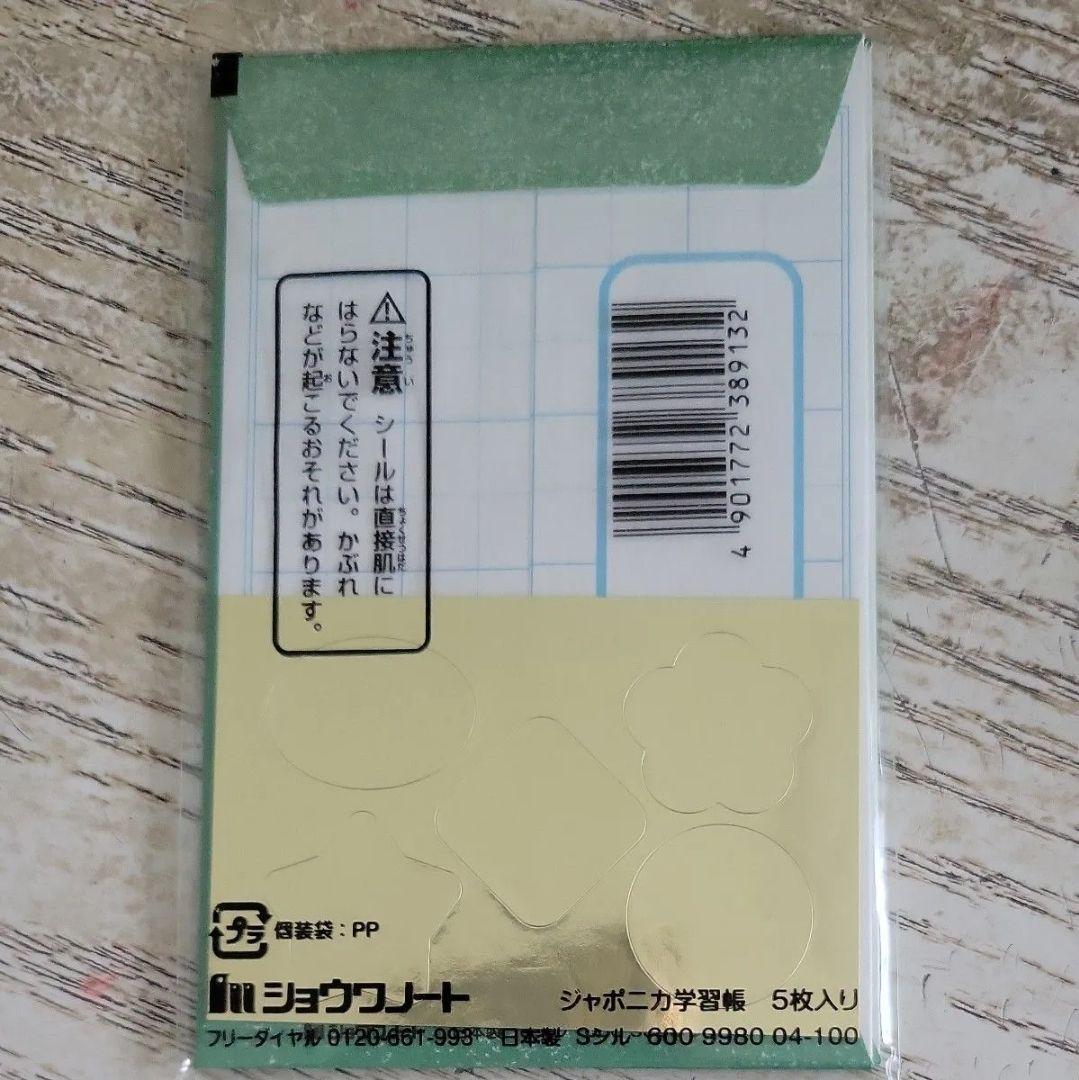 ⚠注意 シールは直接肌に
はらないでください。かぶれ
などが起こるおそれがあります。
4 901772 389132
プラ 個装袋：PP
ショウワノート
ジャポニカ学習帳 5枚入り
フリーダイヤル 0120-661-993 日本製 Sシル 600 9980 04-100